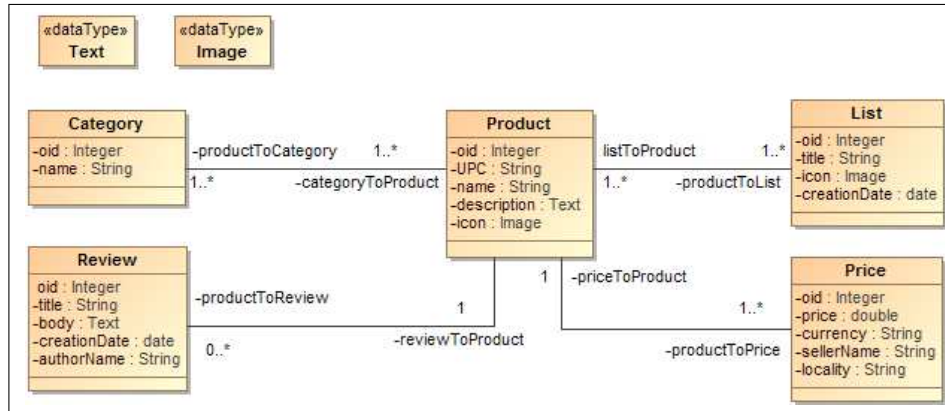 «dataType»
Text
«dataType»
Image
Category
-oid : Integer
-name : String
-productToCategory 1..*
1..* -categoryToProduct
Product
-oid : Integer
-UPC : String
-name : String
-description : Text
-icon : Image
listToProduct 1..*
1..* -productToList
List
-oid : Integer
-title : String
-icon : Image
-creationDate : date
Review
oid : Integer
-title : String
-body : Text
-creationDate : date
-authorName : String
-productToReview 1
0..* -reviewToProduct
1 1 -priceToProduct
1..*
-productToPrice
Price
-oid : Integer
-price : double
-currency : String
-sellerName : String
-locality : String